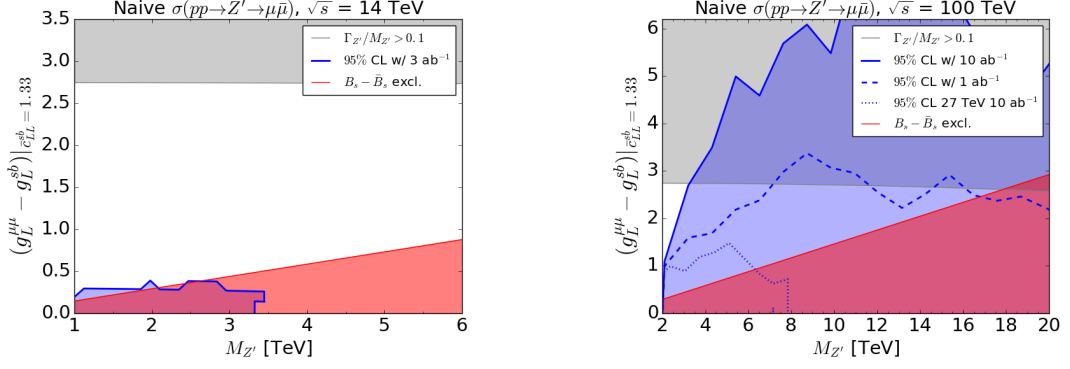 Naive σ(pp→Z′→μμ̄), √s = 14 TeV
3.5
3.0
2.5
2.0
1.5
1.0
0.5
0.0
(g_L^{μμ} − g_L^{sb})|_{c̄_{LL}^{sb}=1.33}
Γ_{Z′}/M_{Z′}>0.1
95% CL w/ 3 ab⁻¹
B_s − B̄_s excl.
1 2 3 4 5 6
M_{Z′} [TeV]
Naive σ(pp→Z′→μμ̄), √s = 100 TeV
6
5
4
3
2
1
0
(g_L^{μμ} − g_L^{sb})|_{c̄_{LL}^{sb}=1.33}
Γ_{Z′}/M_{Z′}>0.1
95% CL w/ 10 ab⁻¹
95% CL w/ 1 ab⁻¹
95% CL 27 TeV 10 ab⁻¹
B_s − B̄_s excl.
2 4 6 8 10 12 14 16 18 20
M_{Z′} [TeV]